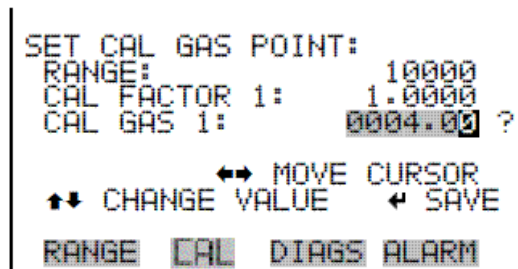 SET CAL GAS POINT:
RANGE: 10000
CAL FACTOR 1: 1.0000
CAL GAS 1: 0004.00 ?
⬅➡ MOVE CURSOR
⬆⬇ CHANGE VALUE ↵ SAVE
RANGE CAL DIAGS ALARM